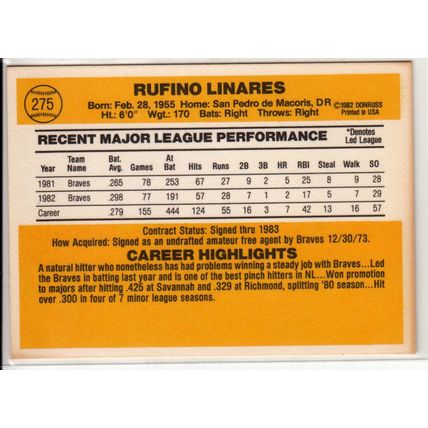 275
RUFINO LINARES
Born: Feb. 28, 1955 Home: San Pedro de Macoris, DR
Ht.: 6'0" Wgt.: 170 Bats: Right Throws: Right
©1982 DONRUSS
Printed in USA
RECENT MAJOR LEAGUE PERFORMANCE
*Denotes
Led League
Year Team Name Bat. Avg. Games At Bat Hits Runs 2B 3B HR RBI Steal Walk SO
1981 Braves .265 78 253 67 27 9 2 5 25 8 9 28
1982 Braves .298 77 191 57 28 7 1 2 17 5 7 29
Career .279 155 444 124 55 16 3 7 42 13 16 57
Contract Status: Signed thru 1983
How Acquired: Signed as an undrafted amateur free agent by Braves 12/30/73.
CAREER HIGHLIGHTS
A natural hitter who nonetheless has had problems winning a steady job with Braves...Led
the Braves in batting last year and is one of the best pinch hitters in NL...Won promotion
to majors after hitting .425 at Savannah and .329 at Richmond, splitting '80 season...Hit
over .300 in four of 7 minor league seasons.